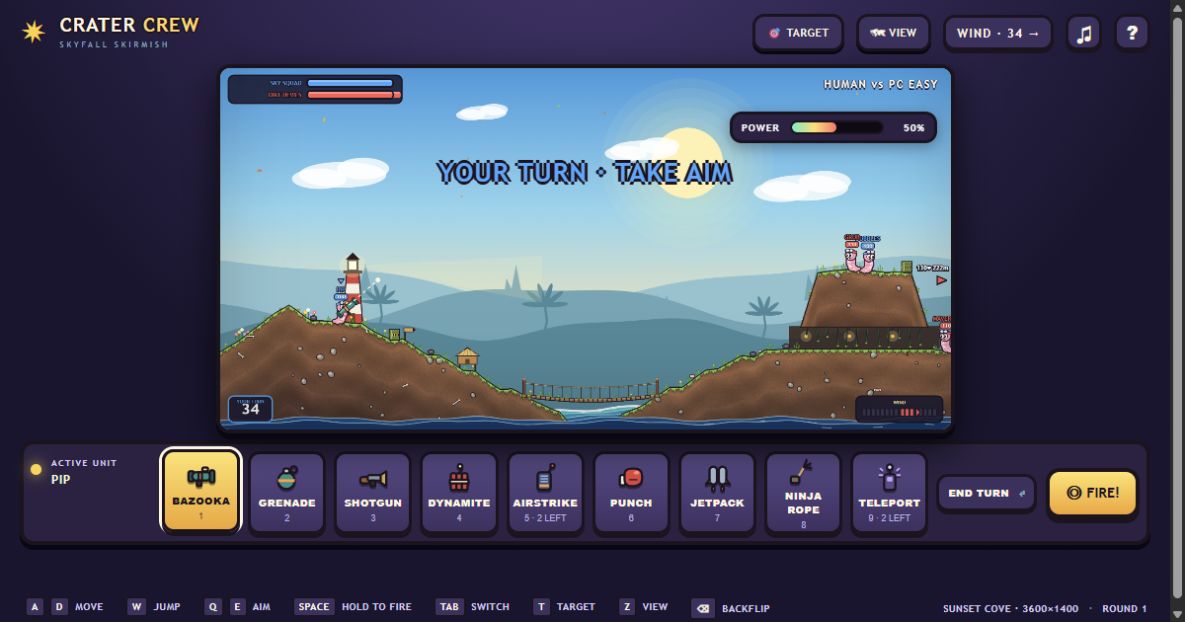 CRATER CREW
SKYFALL SKIRMISH
TARGET
VIEW
WIND · 34 →
?
SKY SQUAD
HUMAN vs PC EASY
POWER 50%
YOUR TURN · TAKE AIM
34
WIND
ACTIVE UNIT
PIP
BAZOOKA
1
GRENADE
2
SHOTGUN
3
DYNAMITE
4
AIRSTRIKE
5 · 2 LEFT
PUNCH
6
JETPACK
7
NINJA
ROPE
8
TELEPORT
9 · 2 LEFT
END TURN
FIRE!
A D MOVE
W JUMP
Q E AIM
SPACE HOLD TO FIRE
TAB SWITCH
T TARGET
Z VIEW
⌫ BACKFLIP
SUNSET COVE · 3600×1400 · ROUND 1